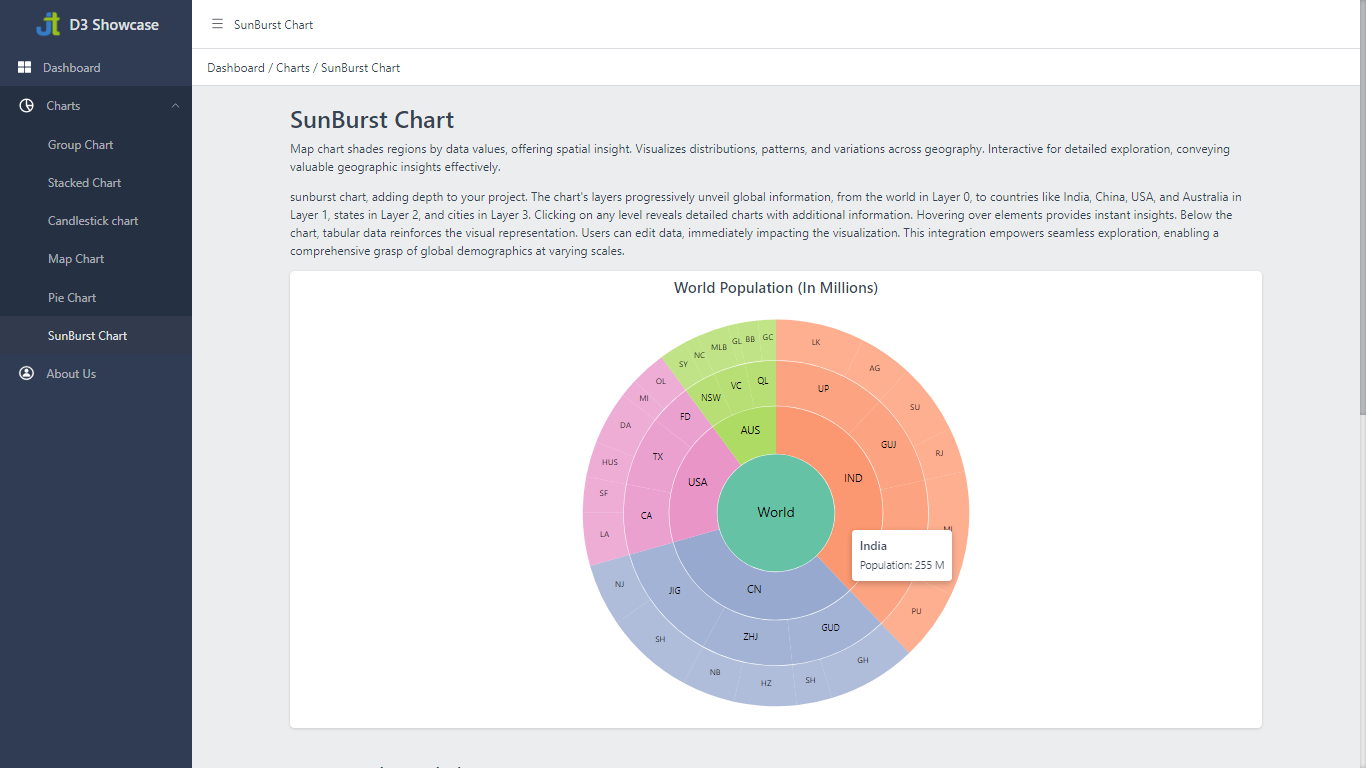 D3 Showcase
SunBurst Chart
Dashboard
Dashboard / Charts / SunBurst Chart
Charts
Group Chart
Stacked Chart
Candlestick chart
Map Chart
Pie Chart
SunBurst Chart
About Us
SunBurst Chart
Map chart shades regions by data values, offering spatial insight. Visualizes distributions, patterns, and variations across geography. Interactive for detailed exploration, conveying
valuable geographic insights effectively.
sunburst chart, adding depth to your project. The chart's layers progressively unveil global information, from the world in Layer 0, to countries like India, China, USA, and Australia in
Layer 1, states in Layer 2, and cities in Layer 3. Clicking on any level reveals detailed charts with additional information. Hovering over elements provides instant insights. Below the
chart, tabular data reinforces the visual representation. Users can edit data, immediately impacting the visualization. This integration empowers seamless exploration, enabling a
comprehensive grasp of global demographics at varying scales.
World Population (In Millions)
World
IND
CN
USA
AUS
UP
GUJ
GUD
ZHJ
JIG
CA
TX
FD
NSW
VC
QL
LK
AG
SU
RJ
PU
GH
SH
HZ
NB
SH
NJ
LA
SF
HUS
DA
MI
OL
SY
NC
MLB
GL
BB
GC
India
Population: 255 M